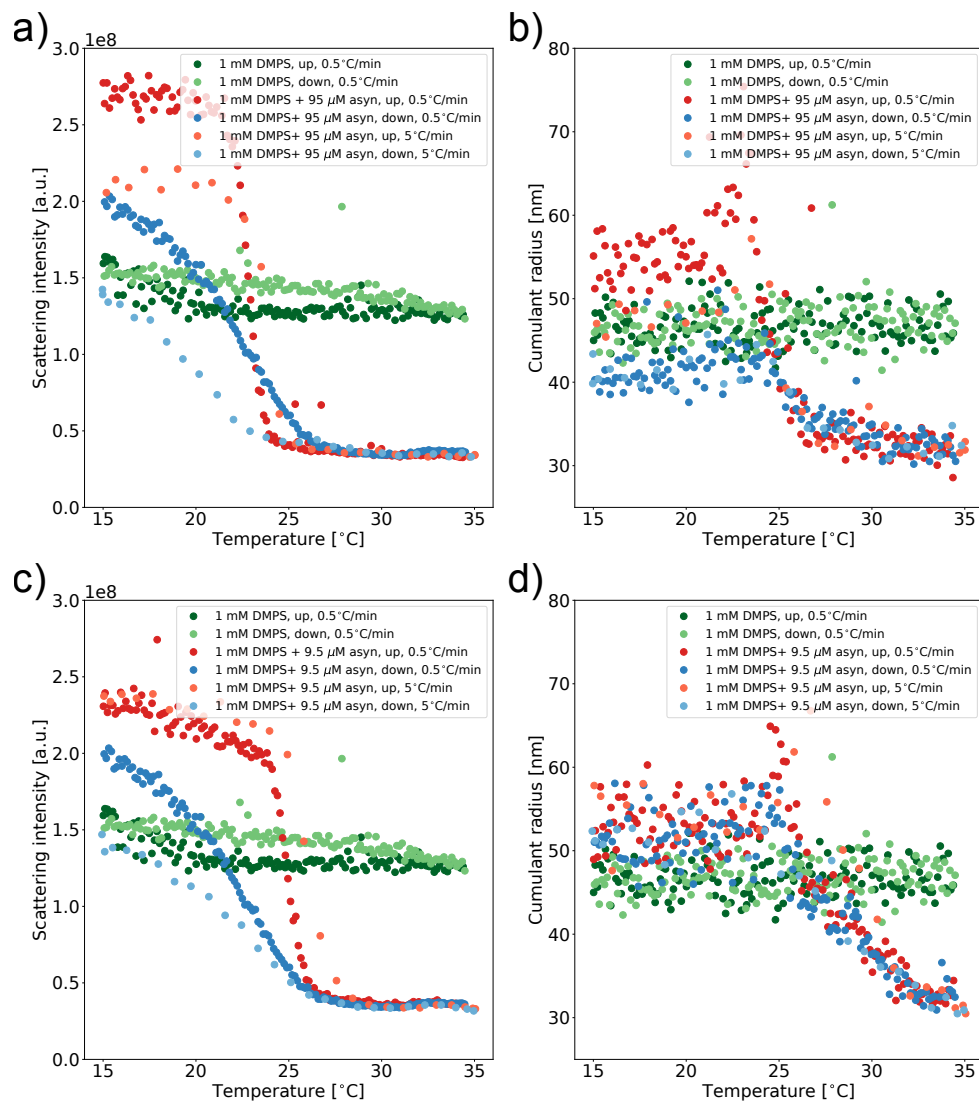 a)
1e8
3.0
2.5
2.0
1.5
1.0
0.5
0.0
Scattering intensity [a.u.]
1 mM DMPS, up, 0.5°C/min
1 mM DMPS, down, 0.5°C/min
1 mM DMPS + 95 μM asyn, up, 0.5°C/min
1 mM DMPS+ 95 μM asyn, down, 0.5°C/min
1 mM DMPS+ 95 μM asyn, up, 5°C/min
1 mM DMPS+ 95 μM asyn, down, 5°C/min
15 20 25 30 35
Temperature [°C]
b)
80
70
60
50
40
30
Cumulant radius [nm]
1 mM DMPS, up, 0.5°C/min
1 mM DMPS, down, 0.5°C/min
1 mM DMPS+ 95 μM asyn, up, 0.5°C/min
1 mM DMPS+ 95 μM asyn, down, 0.5°C/min
1 mM DMPS+ 95 μM asyn, up, 5°C/min
1 mM DMPS+ 95 μM asyn, down, 5°C/min
15 20 25 30 35
Temperature [°C]
c)
1e8
3.0
2.5
2.0
1.5
1.0
0.5
0.0
Scattering intensity [a.u.]
1 mM DMPS, up, 0.5°C/min
1 mM DMPS, down, 0.5°C/min
1 mM DMPS + 9.5 μM asyn, up, 0.5°C/min
1 mM DMPS+ 9.5 μM asyn, down, 0.5°C/min
1 mM DMPS+ 9.5 μM asyn, up, 5°C/min
1 mM DMPS+ 9.5 μM asyn, down, 5°C/min
15 20 25 30 35
Temperature [°C]
d)
80
70
60
50
40
30
Cumulant radius [nm]
1 mM DMPS, up, 0.5°C/min
1 mM DMPS, down, 0.5°C/min
1 mM DMPS+ 9.5 μM asyn, up, 0.5°C/min
1 mM DMPS+ 9.5 μM asyn, down, 0.5°C/min
1 mM DMPS+ 9.5 μM asyn, up, 5°C/min
1 mM DMPS+ 9.5 μM asyn, down, 5°C/min
15 20 25 30 35
Temperature [°C]